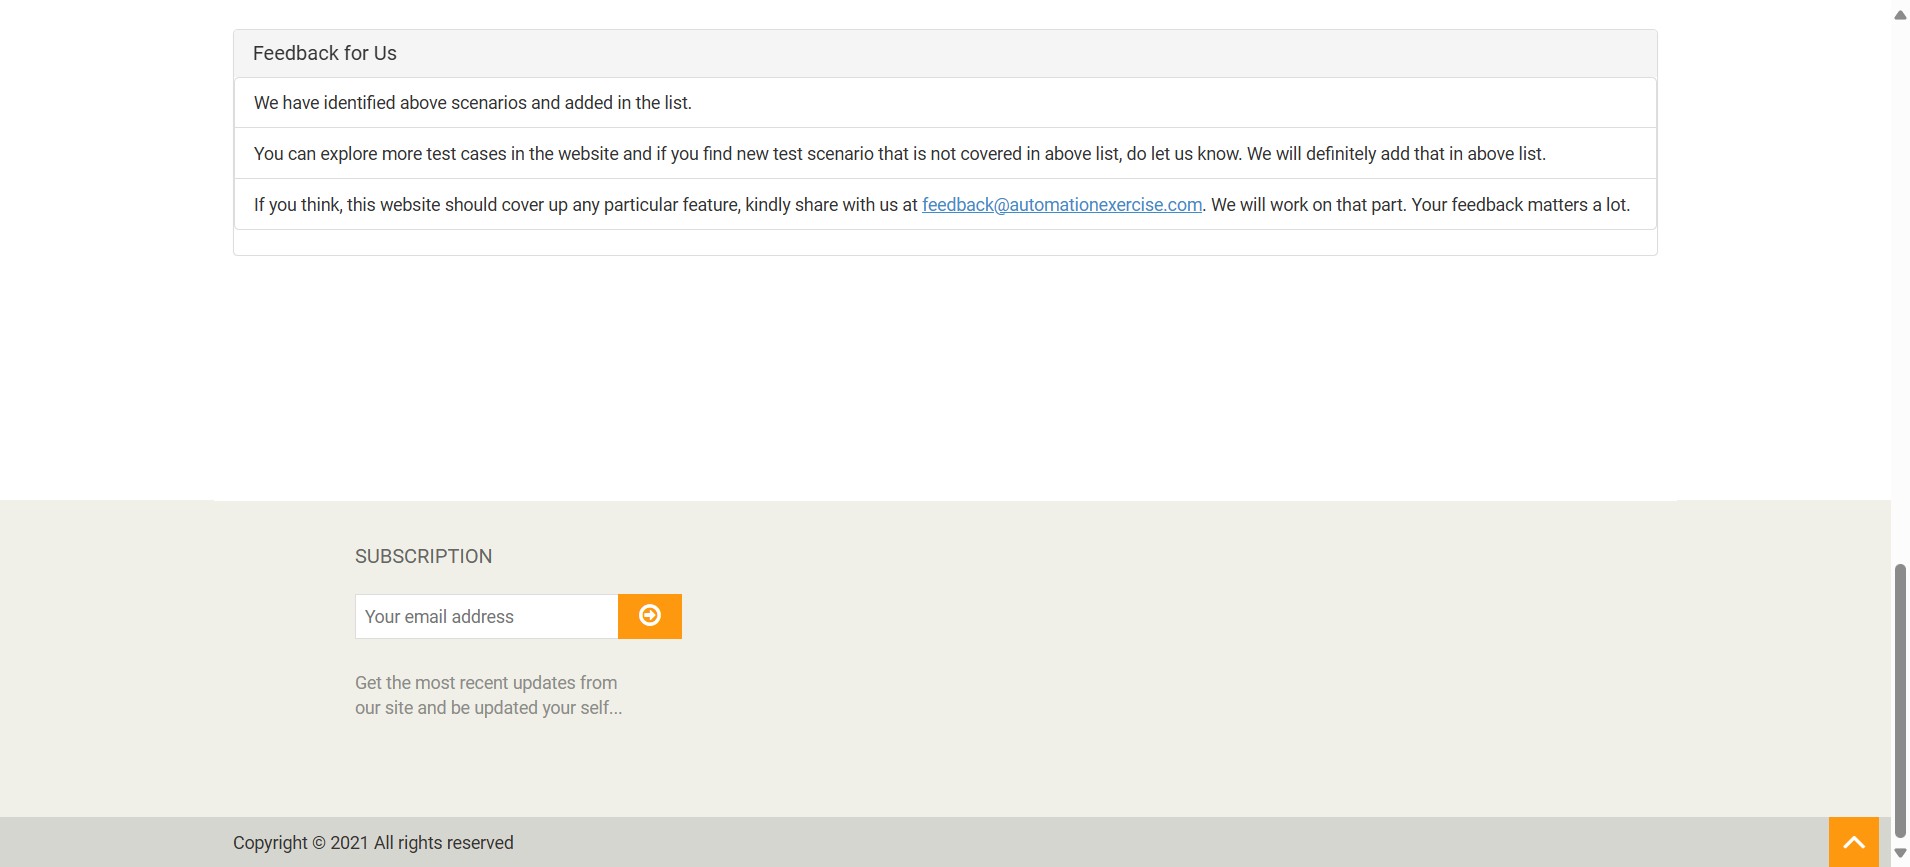 Feedback for Us
We have identified above scenarios and added in the list.
You can explore more test cases in the website and if you find new test scenario that is not covered in above list, do let us know. We will definitely add that in above list.
If you think, this website should cover up any particular feature, kindly share with us at feedback@automationexercise.com. We will work on that part. Your feedback matters a lot.
SUBSCRIPTION
Your email address
Get the most recent updates from
our site and be updated your self...
Copyright © 2021 All rights reserved